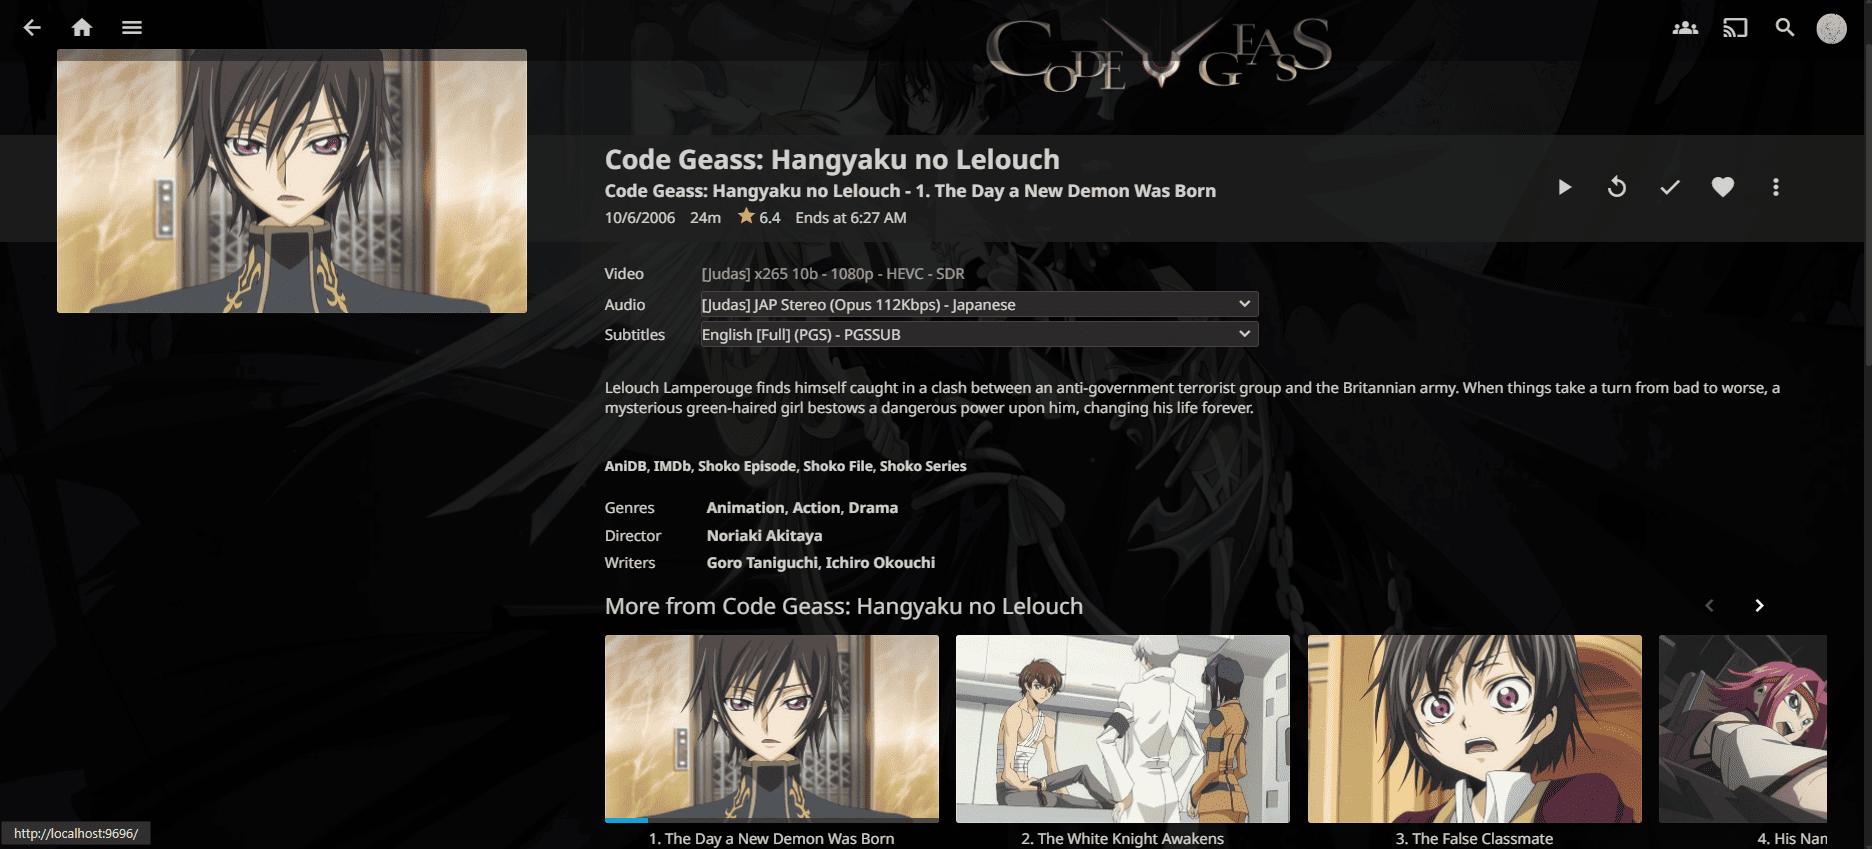 CODE GEASS
Code Geass: Hangyaku no Lelouch
Code Geass: Hangyaku no Lelouch - 1. The Day a New Demon Was Born
10/6/2006 24m 6.4 Ends at 6:27 AM
Video [Judas] x265 10b - 1080p - HEVC - SDR
Audio [Judas] JAP Stereo (Opus 112Kbps) - Japanese
Subtitles English [Full] (PGS) - PGSSUB
Lelouch Lamperouge finds himself caught in a clash between an anti-government terrorist group and the Britannian army. When things take a turn from bad to worse, a
mysterious green-haired girl bestows a dangerous power upon him, changing his life forever.
AniDB, IMDb, Shoko Episode, Shoko File, Shoko Series
Genres Animation, Action, Drama
Director Noriaki Akitaya
Writers Goro Taniguchi, Ichiro Okouchi
More from Code Geass: Hangyaku no Lelouch
1. The Day a New Demon Was Born
2. The White Knight Awakens
3. The False Classmate
4. His Nan
http://localhost:9696/